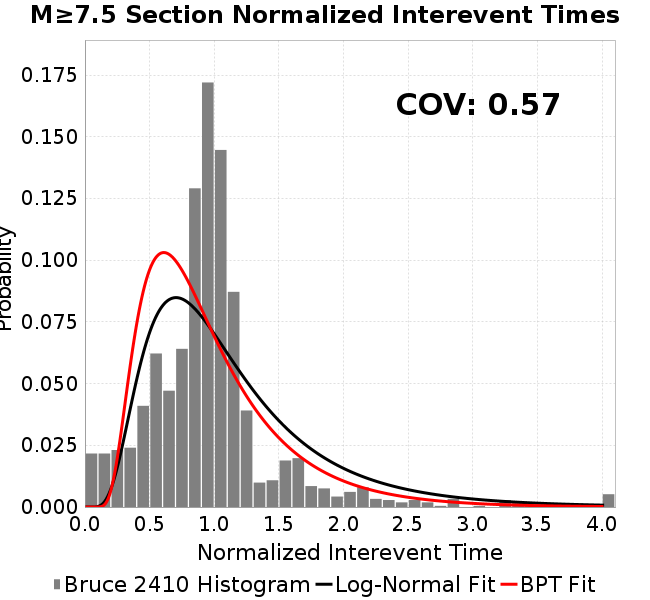 M≥7.5 Section Normalized Interevent Times
COV: 0.57
Probability
0.175
0.150
0.125
0.100
0.075
0.050
0.025
0.000
0.0 0.5 1.0 1.5 2.0 2.5 3.0 3.5 4.0
Normalized Interevent Time
Bruce 2410 Histogram Log-Normal Fit BPT Fit